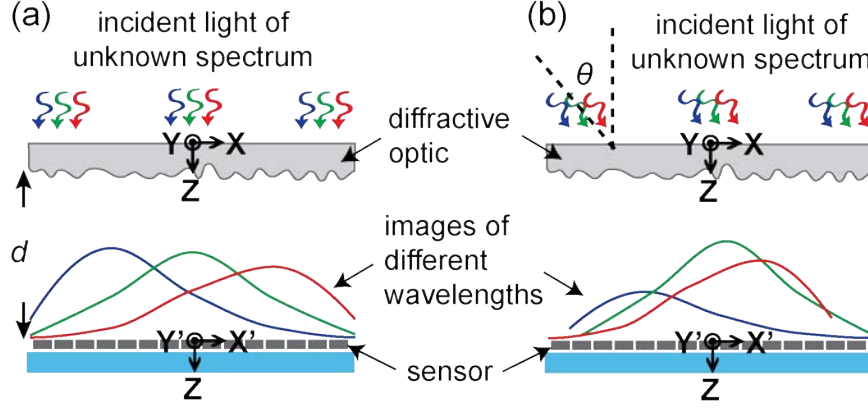 (a)
incident light of
unknown spectrum
Y X
Z
d
Y' X'
Z
diffractive
optic
images of
different
wavelengths
sensor
(b)
incident light of
unknown spectrum
θ
Y X
Z
Y' X'
Z